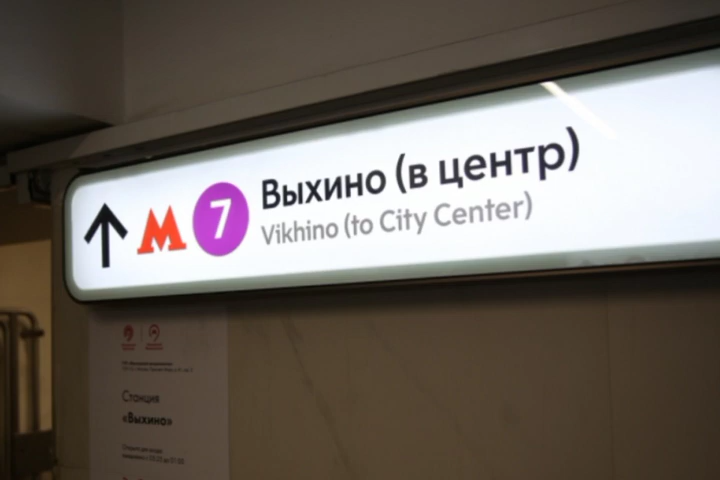 ↑ М 7 Выхино (в центр)
Vikhino (to City Center)
Станция
«Выхино»